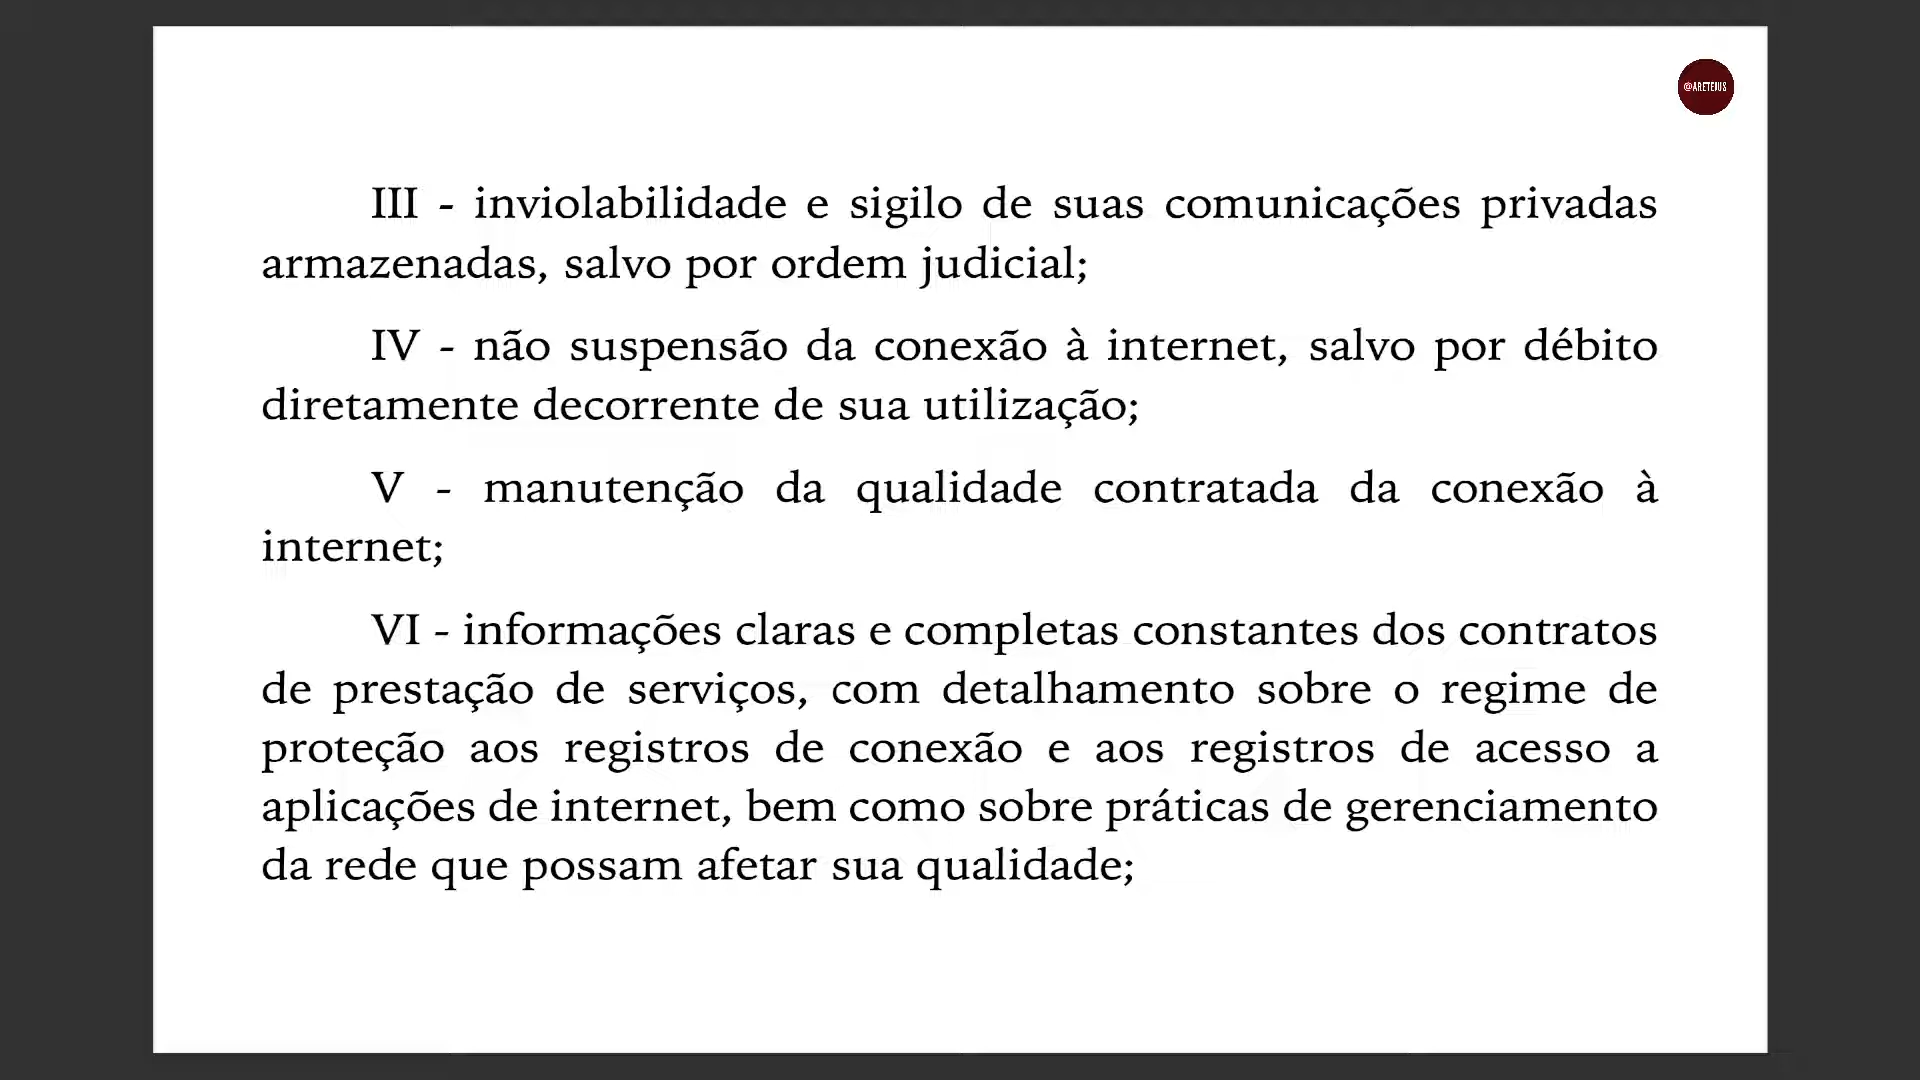 @ARETEJUS
III - inviolabilidade e sigilo de suas comunicações privadas
armazenadas, salvo por ordem judicial;
IV - não suspensão da conexão à internet, salvo por débito
diretamente decorrente de sua utilização;
V - manutenção da qualidade contratada da conexão à
internet;
VI - informações claras e completas constantes dos contratos
de prestação de serviços, com detalhamento sobre o regime de
proteção aos registros de conexão e aos registros de acesso a
aplicações de internet, bem como sobre práticas de gerenciamento
da rede que possam afetar sua qualidade;